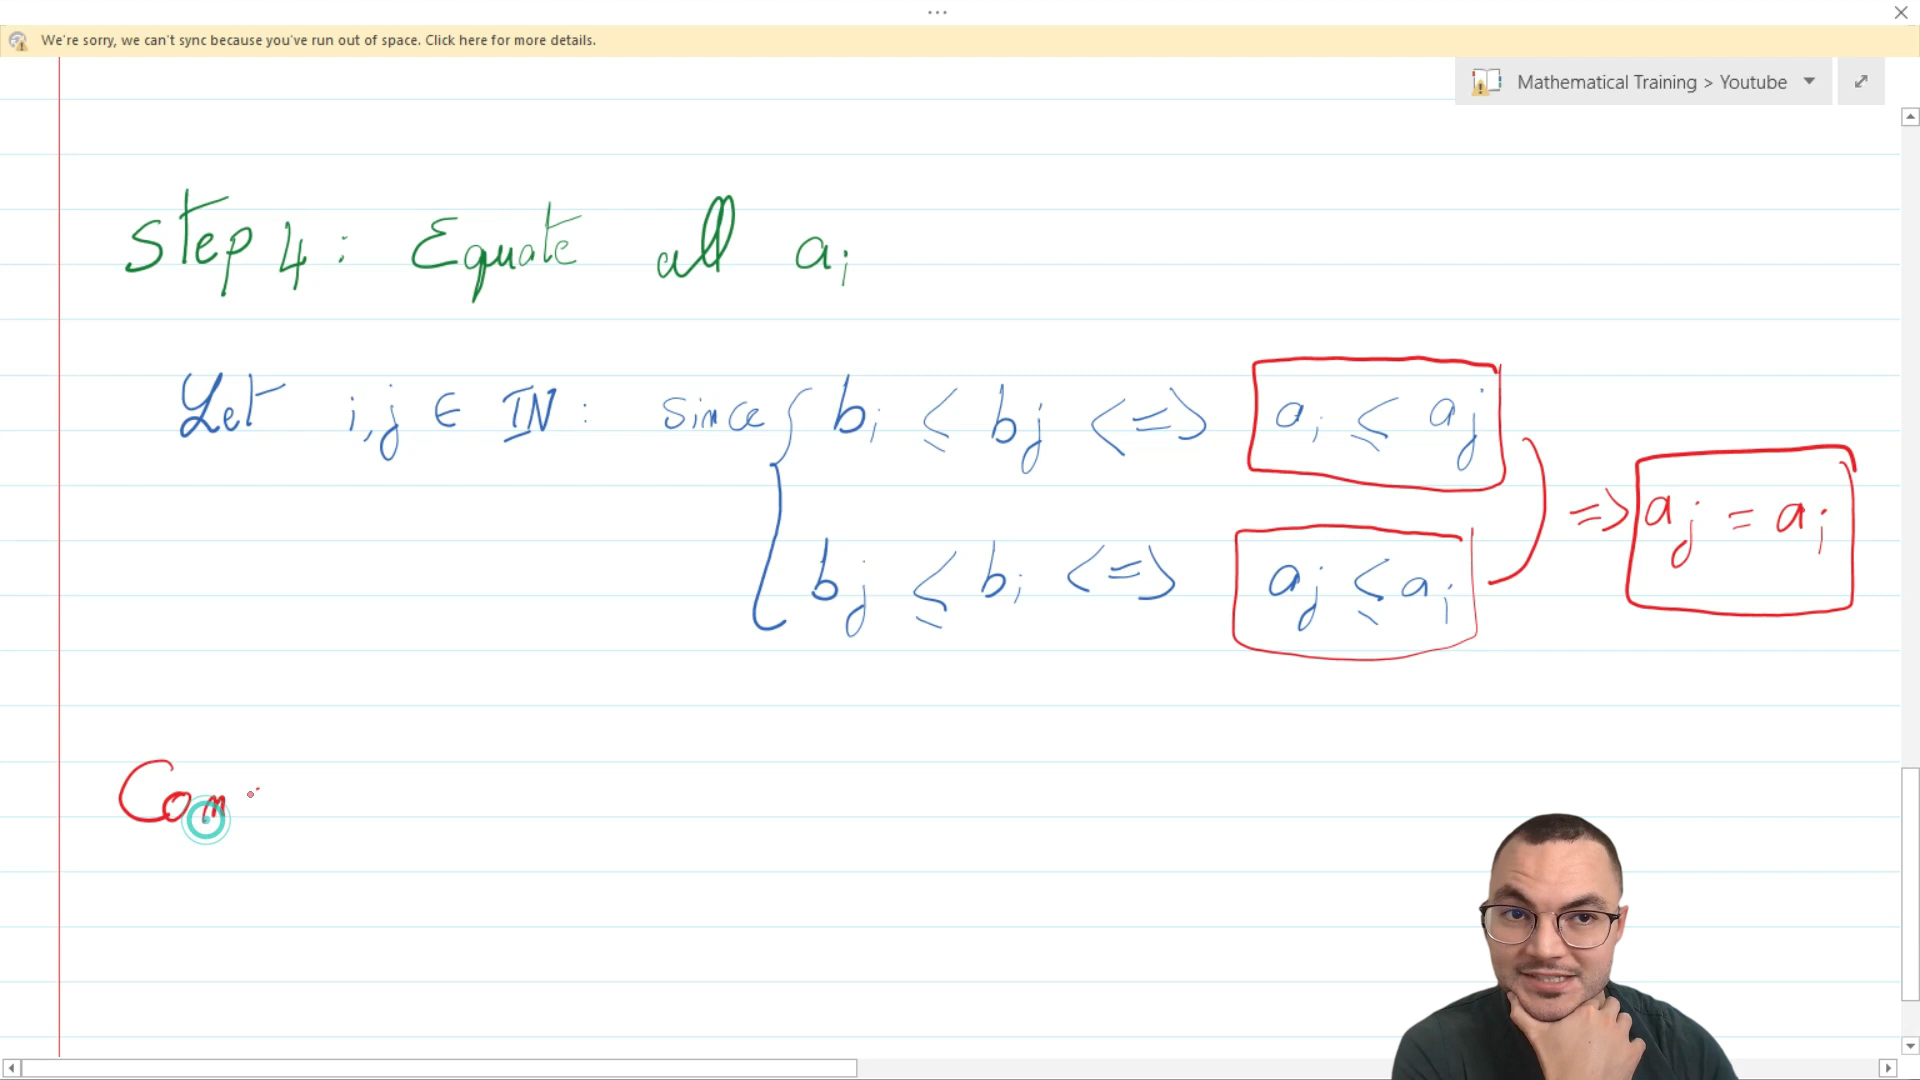 ...
We're sorry, we can't sync because you've run out of space. Click here for more details.
Mathematical Training > Youtube
Step 4 : Equate all aᵢ
Let i,j ∈ ℕ : since { bᵢ ≤ bⱼ <=> aᵢ ≤ aⱼ
bⱼ ≤ bᵢ <=> aⱼ ≤ aᵢ
=> aⱼ = aᵢ
Con